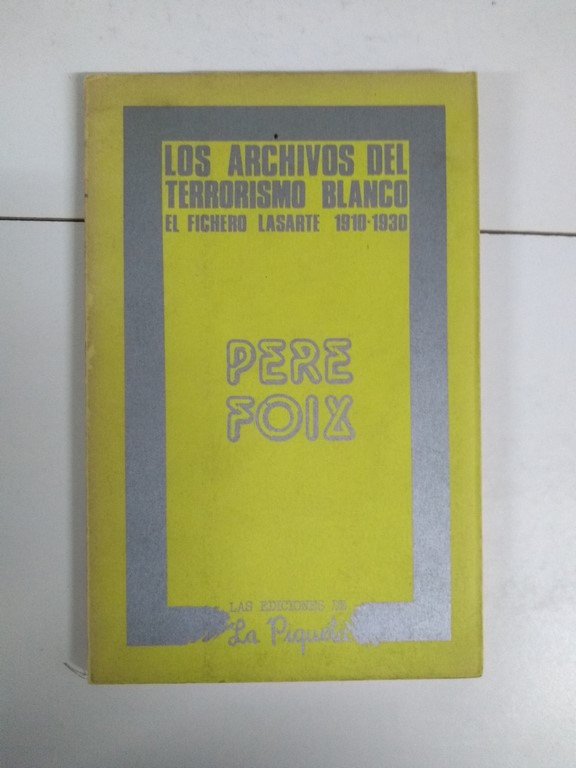 LOS ARCHIVOS DEL
TERRORISMO BLANCO
EL FICHERO LASARTE 1910-1930
PERE
FOIX
LAS EDICIONES DE
La Piqueta